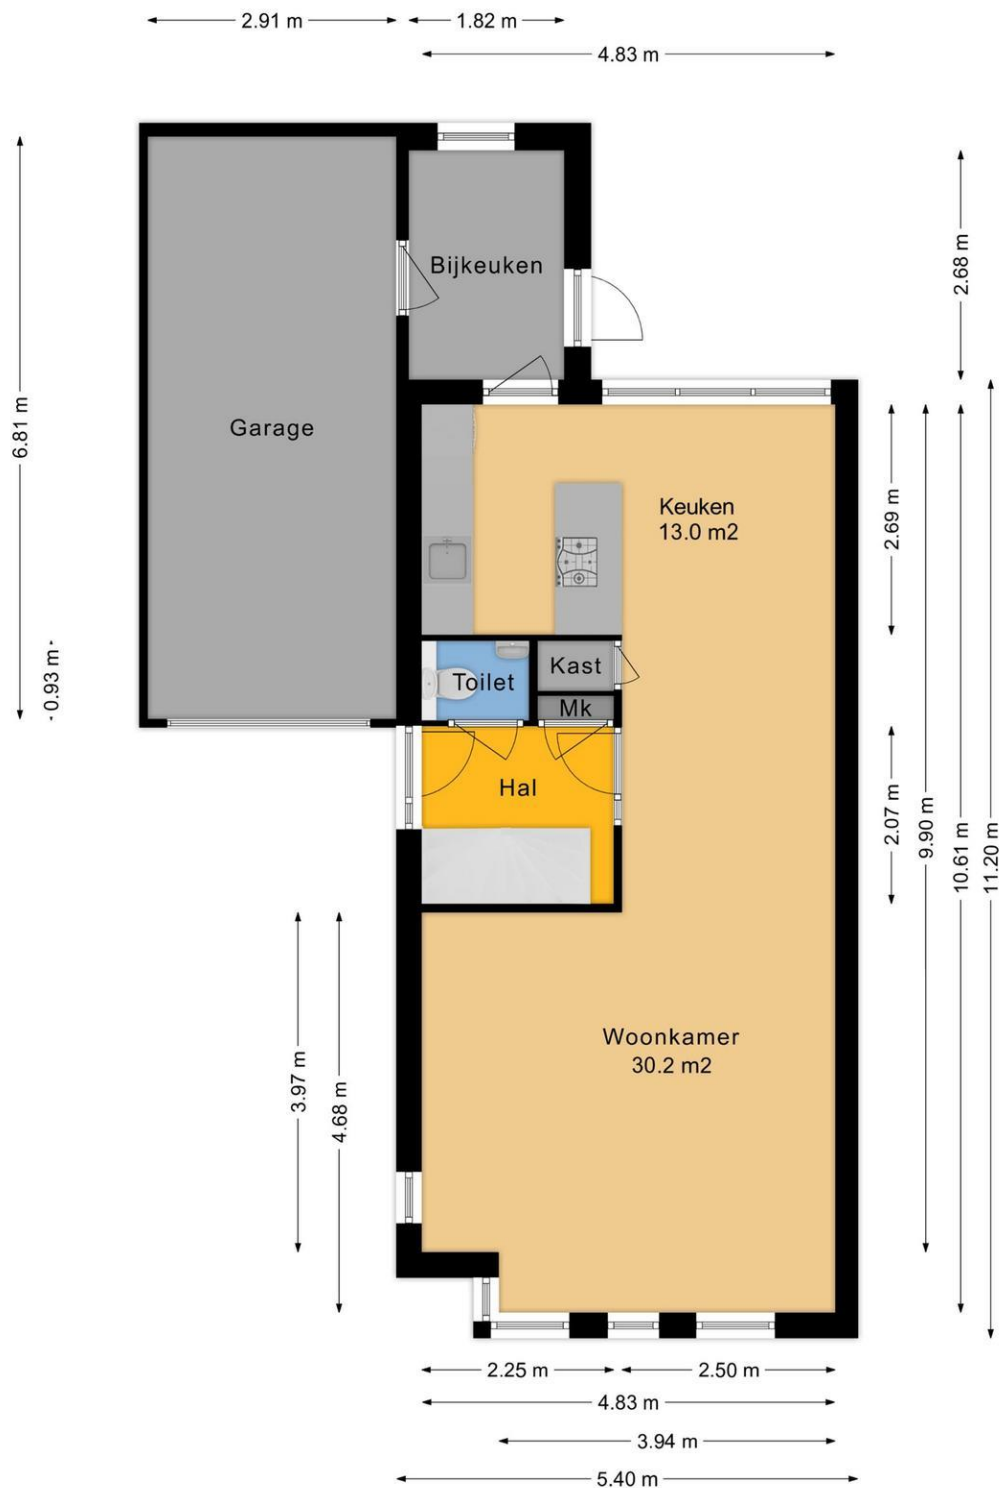 2.91 m
1.82 m
4.83 m
Bijkeuken
2.68 m
6.81 m
Garage
Keuken
13.0 m2
2.69 m
0.93 m
Kast
Toilet
Mk
Hal
2.07 m
9.90 m
10.61 m
11.20 m
Woonkamer
30.2 m2
3.97 m
4.68 m
2.25 m
2.50 m
4.83 m
3.94 m
5.40 m